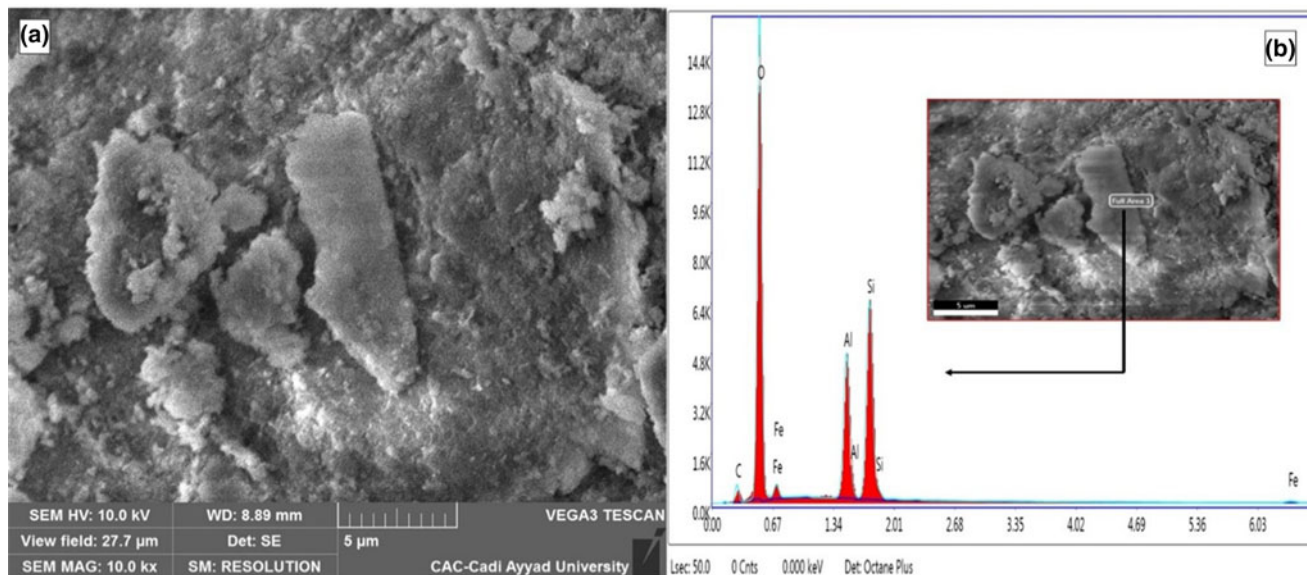 (a)
SEM HV: 10.0 kV WD: 8.89 mm VEGA3 TESCAN
View field: 27.7 µm Det: SE 5 µm
SEM MAG: 10.0 kx SM: RESOLUTION CAC-Cadi Ayyad University
(b)
14.4K
12.8K
11.2K
9.6K
8.0K
6.4K
4.8K
3.2K
1.6K
0.0K
O
Si
Al
Fe
C
Fe
Al
Si
Fe
Full Area 1
5 um
0.00 0.67 1.34 2.01 2.68 3.35 4.02 4.69 5.36 6.03
Lsec: 50.0 0 Cnts 0.000 keV Det: Octane Plus